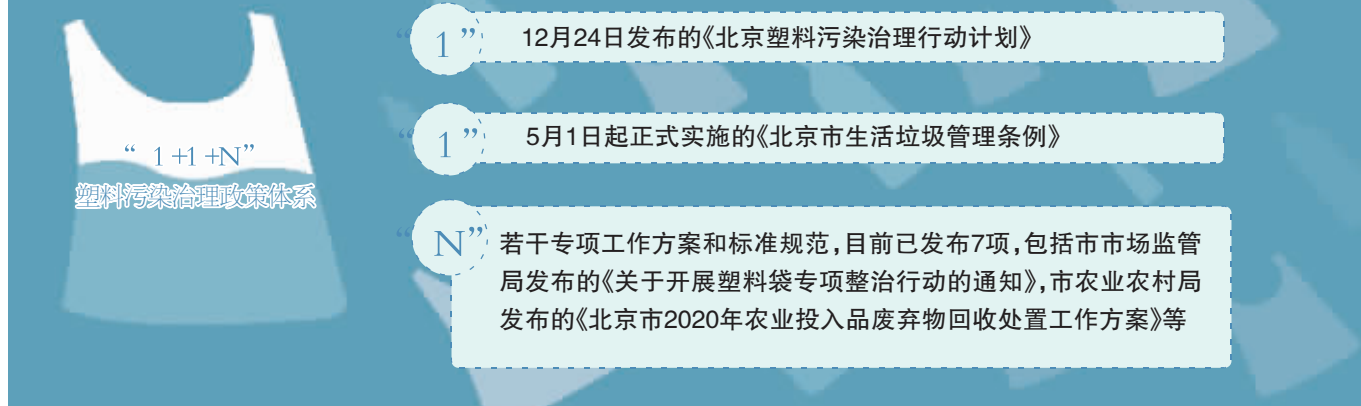 “1+1+N”
塑料污染治理政策体系
“1” 12月24日发布的《北京塑料污染治理行动计划》
“1” 5月1日起正式实施的《北京市生活垃圾管理条例》
“N” 若干专项工作方案和标准规范,目前已发布7项,包括市市场监管
局发布的《关于开展塑料袋专项整治行动的通知》,市农业农村局
发布的《北京市2020年农业投入品废弃物回收处置工作方案》等